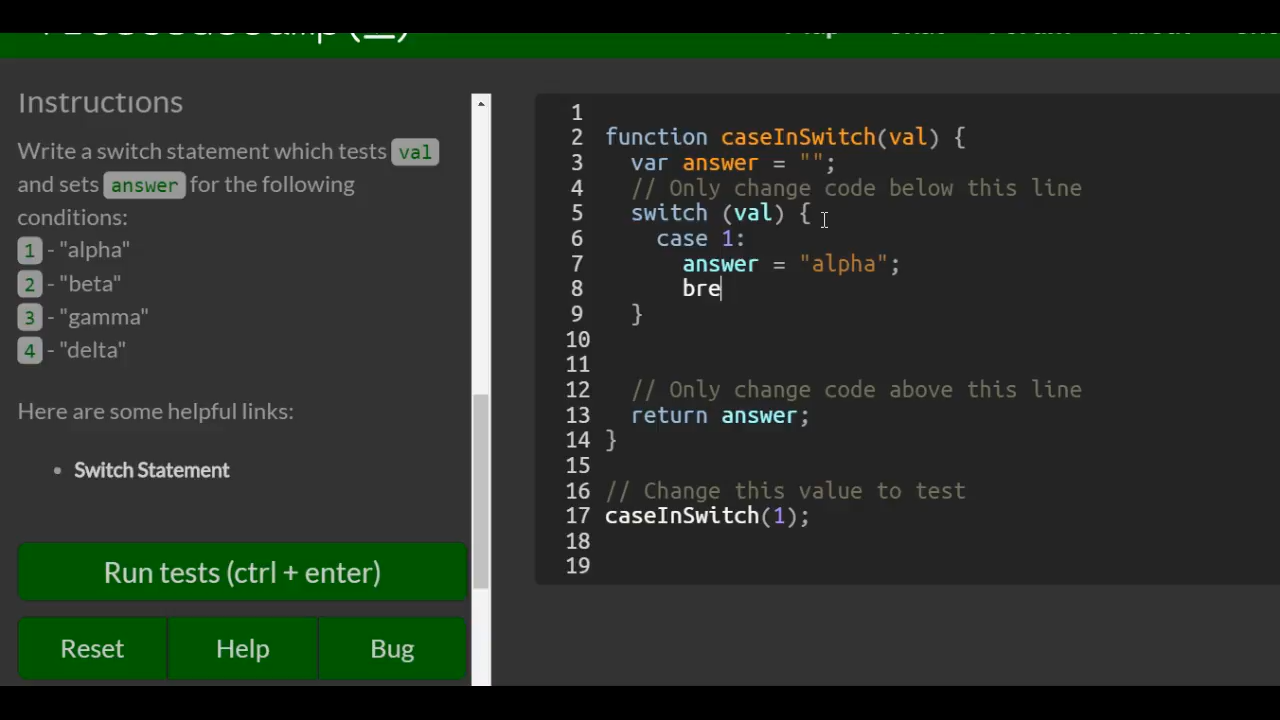 Instructions
Write a switch statement which tests val
and sets answer for the following
conditions:
1 - "alpha"
2 - "beta"
3 - "gamma"
4 - "delta"
Here are some helpful links:
• Switch Statement
Run tests (ctrl + enter)
Reset Help Bug
1
2 function caseInSwitch(val) {
3 var answer = "";
4 // Only change code below this line
5 switch (val) {
6 case 1:
7 answer = "alpha";
8 bre
9 }
10
11
12 // Only change code above this line
13 return answer;
14 }
15
16 // Change this value to test
17 caseInSwitch(1);
18
19